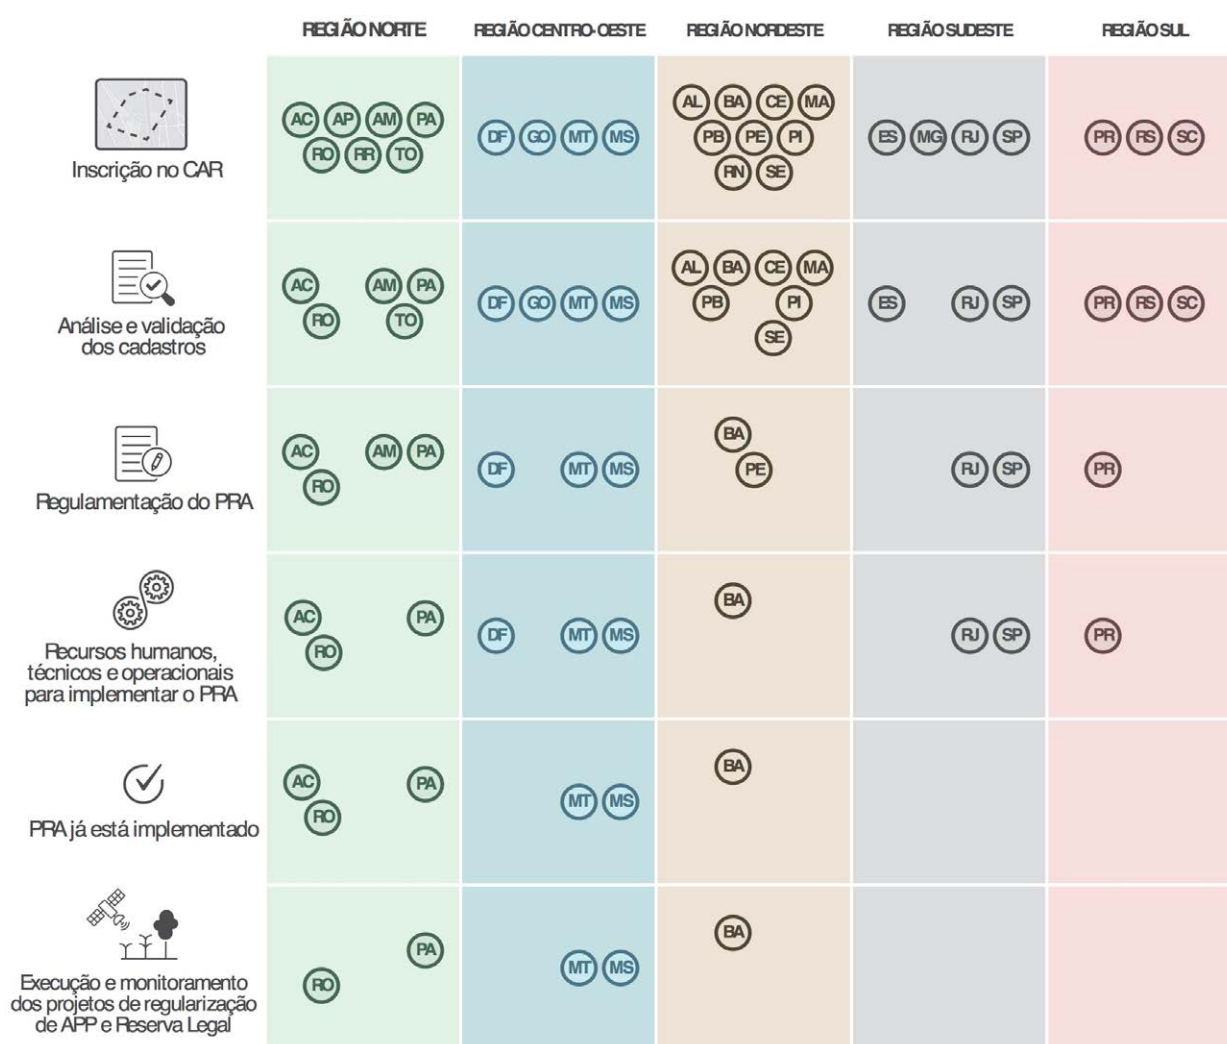 REGIÃO NORTE
REGIÃO CENTRO-OESTE
REGIÃO NORDESTE
REGIÃO SUDESTE
REGIÃO SUL
Inscrição no CAR
AC AP AM PA
RO RR TO
DF GO MT MS
AL BA CE MA
PB PE PI
RN SE
ES MG RJ SP
PR RS SC
Análise e validação
dos cadastros
AC AM PA
RO TO
DF GO MT MS
AL BA CE MA
PB PI
SE
ES RJ SP
PR RS SC
Regulamentação do PRA
AC AM PA
RO
DF MT MS
BA
PE
RJ SP
PR
Recursos humanos,
técnicos e operacionais
para implementar o PRA
AC PA
RO
DF MT MS
BA
RJ SP
PR
PRA já está implementado
AC PA
RO
MT MS
BA
Execução e monitoramento
dos projetos de regularização
de APP e Reserva Legal
PA
RO
MT MS
BA